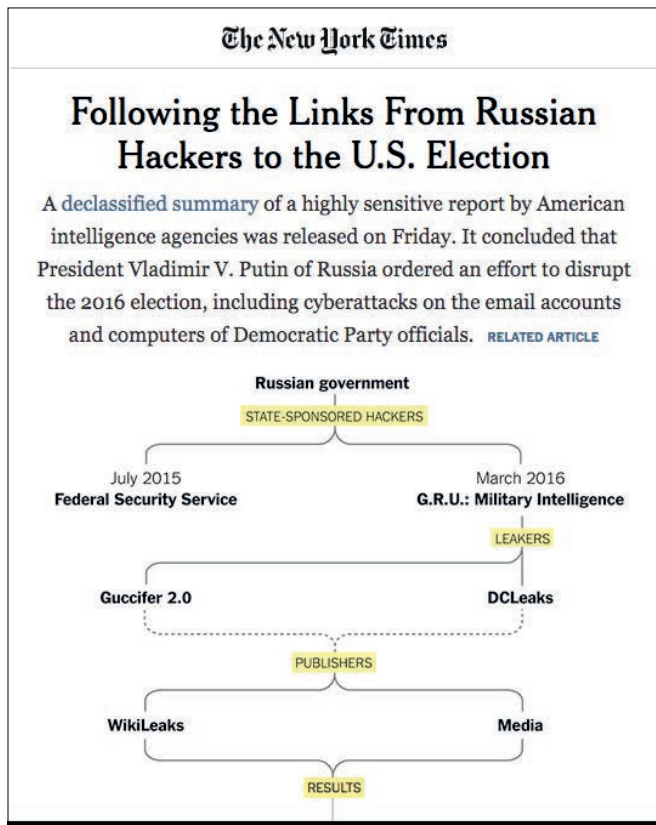 The New York Times
Following the Links From Russian
Hackers to the U.S. Election
A declassified summary of a highly sensitive report by American
intelligence agencies was released on Friday. It concluded that
President Vladimir V. Putin of Russia ordered an effort to disrupt
the 2016 election, including cyberattacks on the email accounts
and computers of Democratic Party officials. RELATED ARTICLE
Russian government
STATE-SPONSORED HACKERS
July 2015
Federal Security Service
March 2016
G.R.U.: Military Intelligence
LEAKERS
Guccifer 2.0
DCLeaks
PUBLISHERS
WikiLeaks
Media
RESULTS